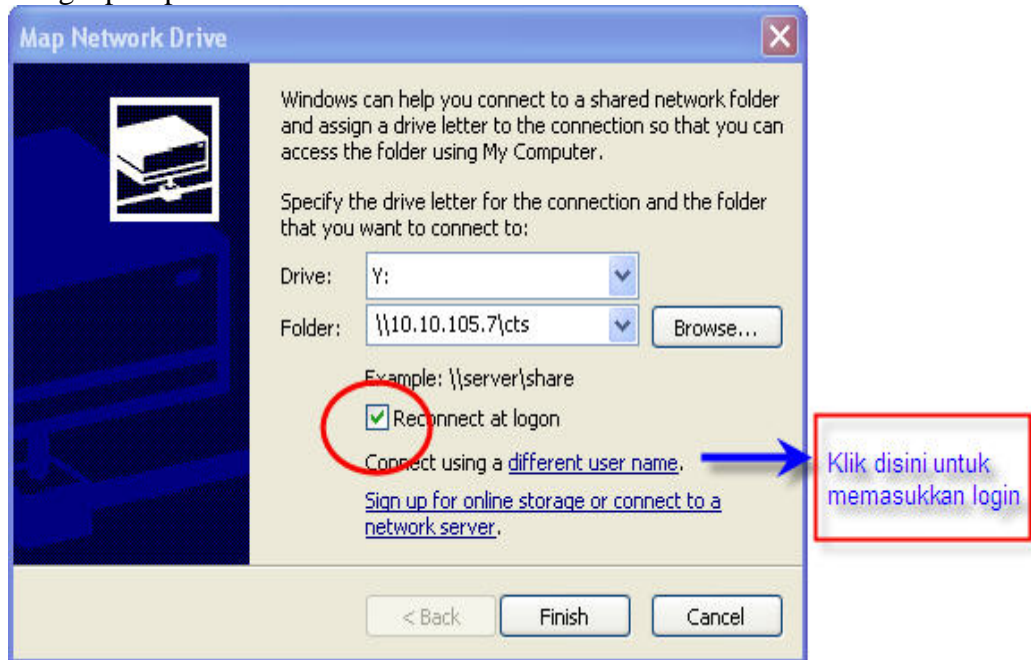 Map Network Drive
Windows can help you connect to a shared network folder
and assign a drive letter to the connection so that you can
access the folder using My Computer.
Specify the drive letter for the connection and the folder
that you want to connect to:
Drive: Y:
Folder: \\10.10.105.7\cts Browse...
Example: \\server\share
Reconnect at logon
Connect using a different user name.
Klik disini untuk
memasukkan login
Sign up for online storage or connect to a
network server.
< Back Finish Cancel